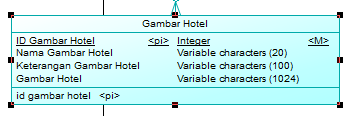 Gambar Hotel
ID Gambar Hotel <pi> Integer <M>
Nama Gambar Hotel Variable characters (20)
Keterangan Gambar Hotel Variable characters (100)
Gambar Hotel Variable characters (1024)
id gambar hotel <pi>